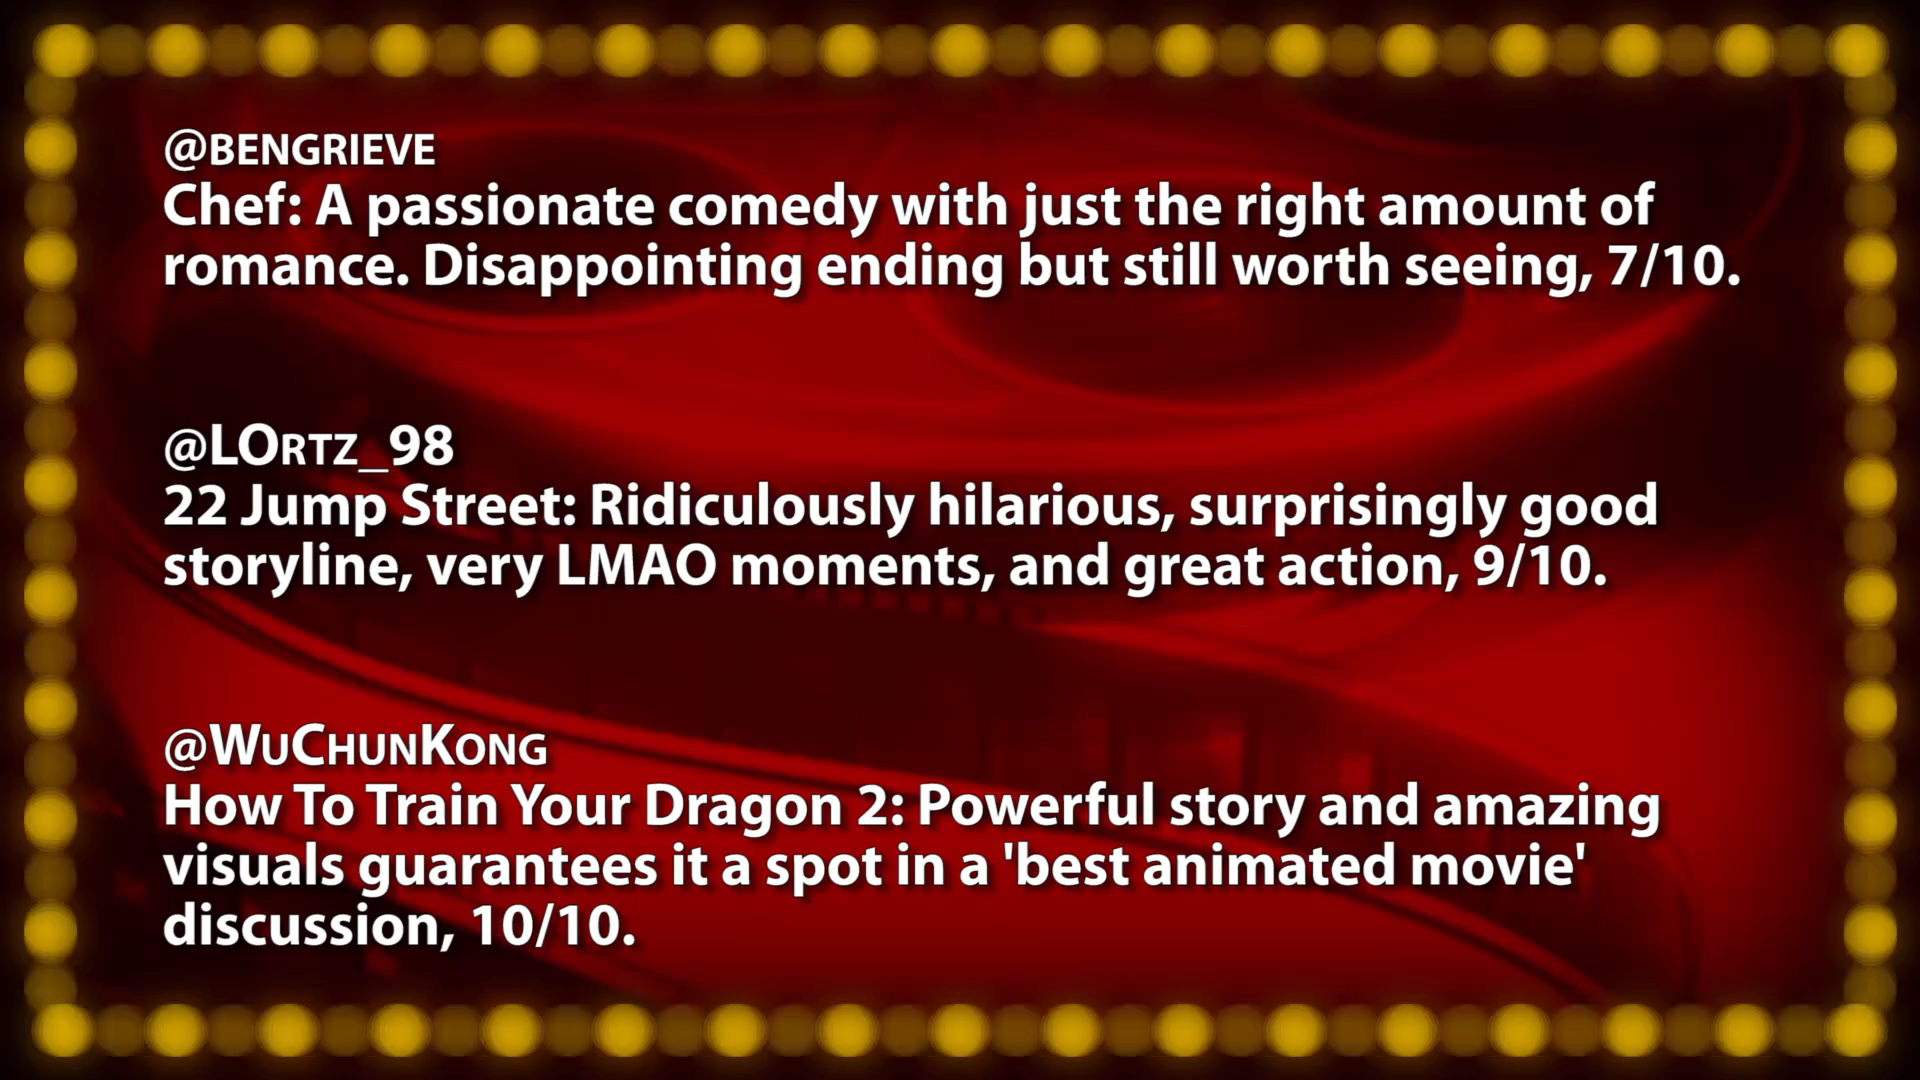 @BENGRIEVE
Chef: A passionate comedy with just the right amount of
romance. Disappointing ending but still worth seeing, 7/10.
@LORTZ_98
22 Jump Street: Ridiculously hilarious, surprisingly good
storyline, very LMAO moments, and great action, 9/10.
@WUCHUNKONG
How To Train Your Dragon 2: Powerful story and amazing
visuals guarantees it a spot in a 'best animated movie'
discussion, 10/10.